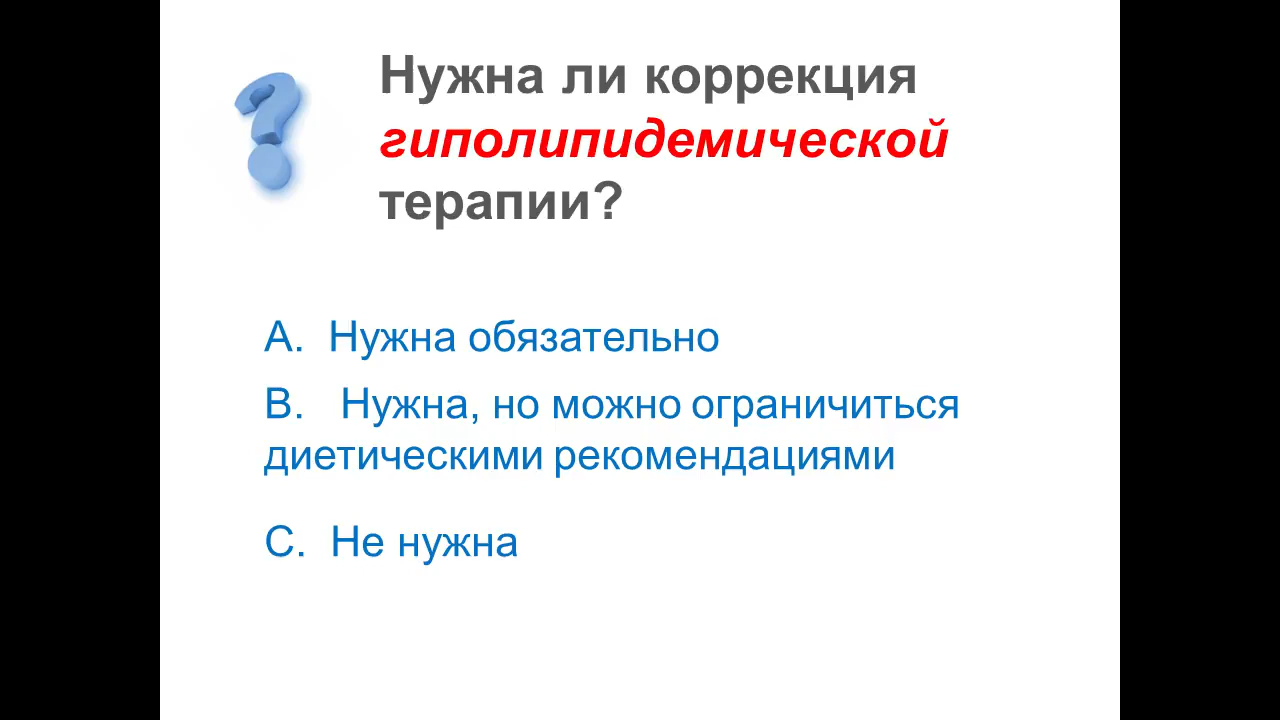 Нужна ли коррекция
гиполипидемической
терапии?
A. Нужна обязательно
B. Нужна, но можно ограничиться
диетическими рекомендациями
C. Не нужна